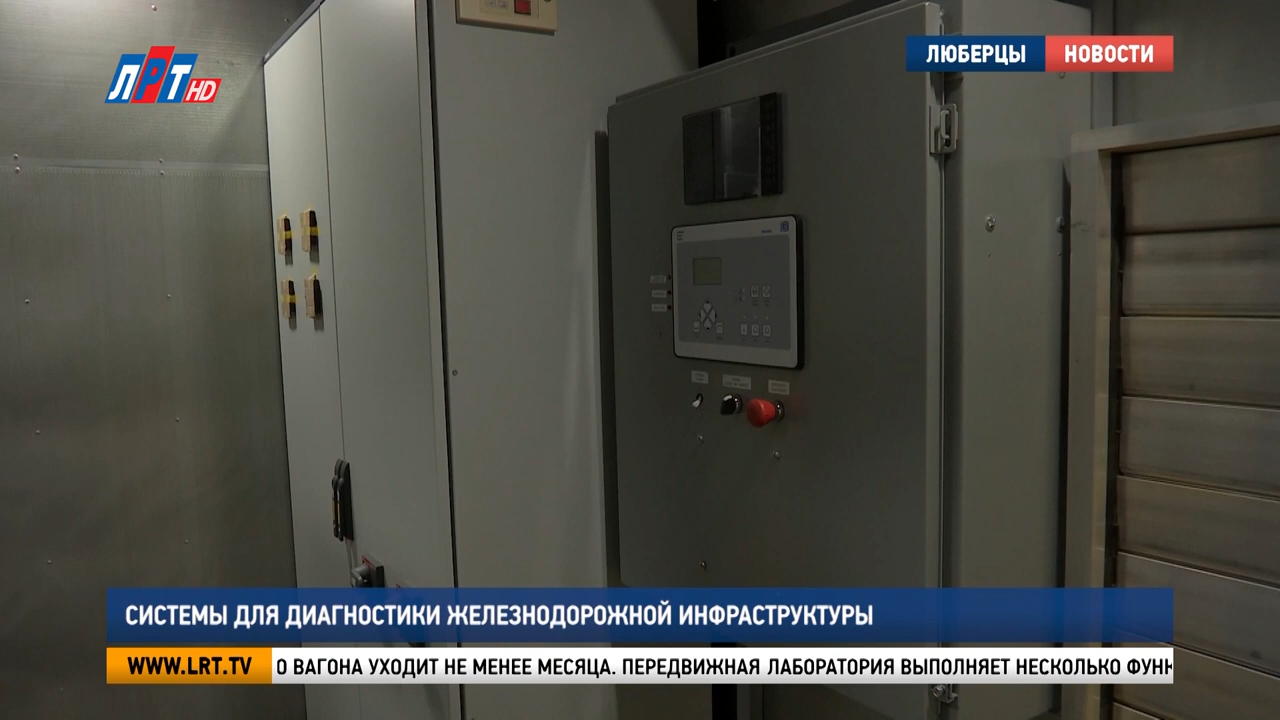 ЛРТ HD
ЛЮБЕРЦЫ НОВОСТИ
СИСТЕМЫ ДЛЯ ДИАГНОСТИКИ ЖЕЛЕЗНОДОРОЖНОЙ ИНФРАСТРУКТУРЫ
WWW.LRT.TV О ВАГОНА УХОДИТ НЕ МЕНЕЕ МЕСЯЦА. ПЕРЕДВИЖНАЯ ЛАБОРАТОРИЯ ВЫПОЛНЯЕТ НЕСКОЛЬКО ФУНК